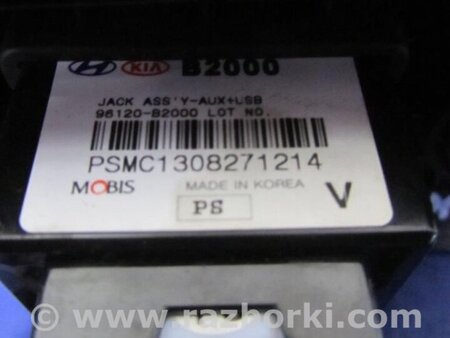 KIA B2000
JACK ASS'Y-AUX+USB
96120-B2000 LOT NO.
PSMC1308271214
MOBIS MADE IN KOREA
PS V
© www.razborki.com